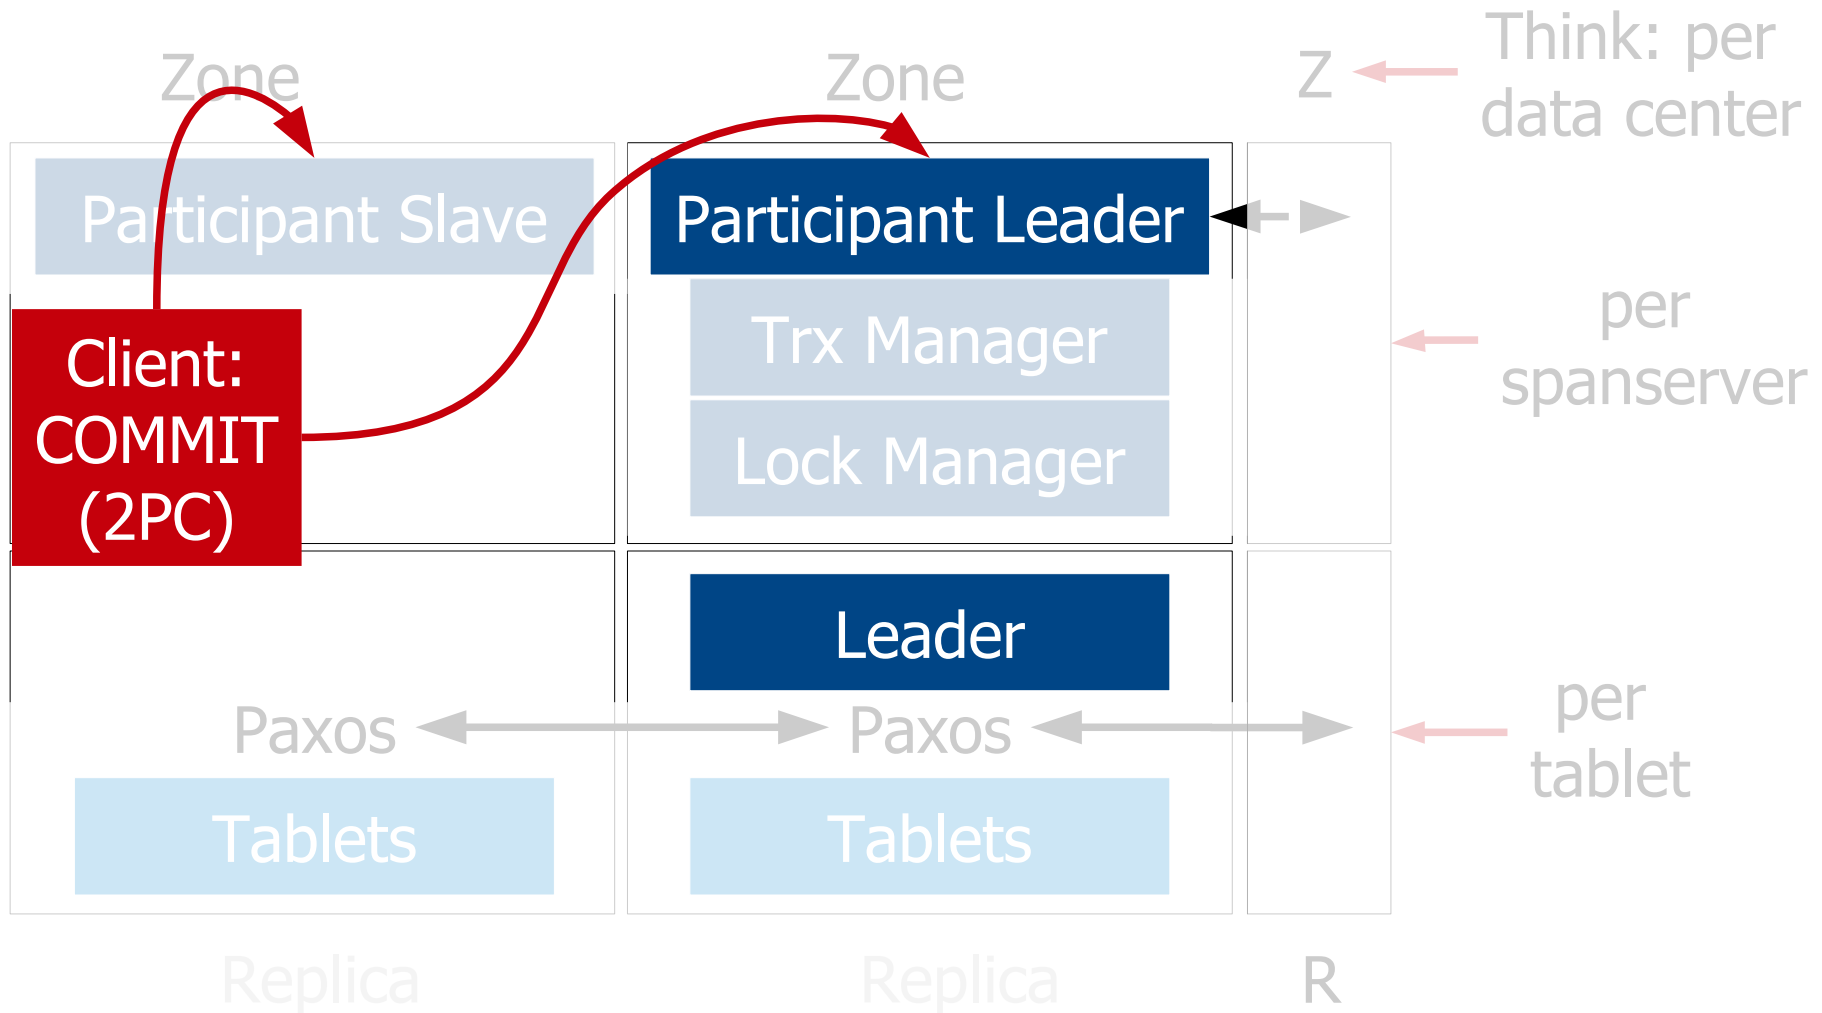 Zone
Zone
Z
Think: per
data center
Participant Slave
Participant Leader
Client:
COMMIT
(2PC)
Trx Manager
Lock Manager
per
spanserver
Leader
Paxos
Paxos
per
tablet
Tablets
Tablets
Replica
Replica
R